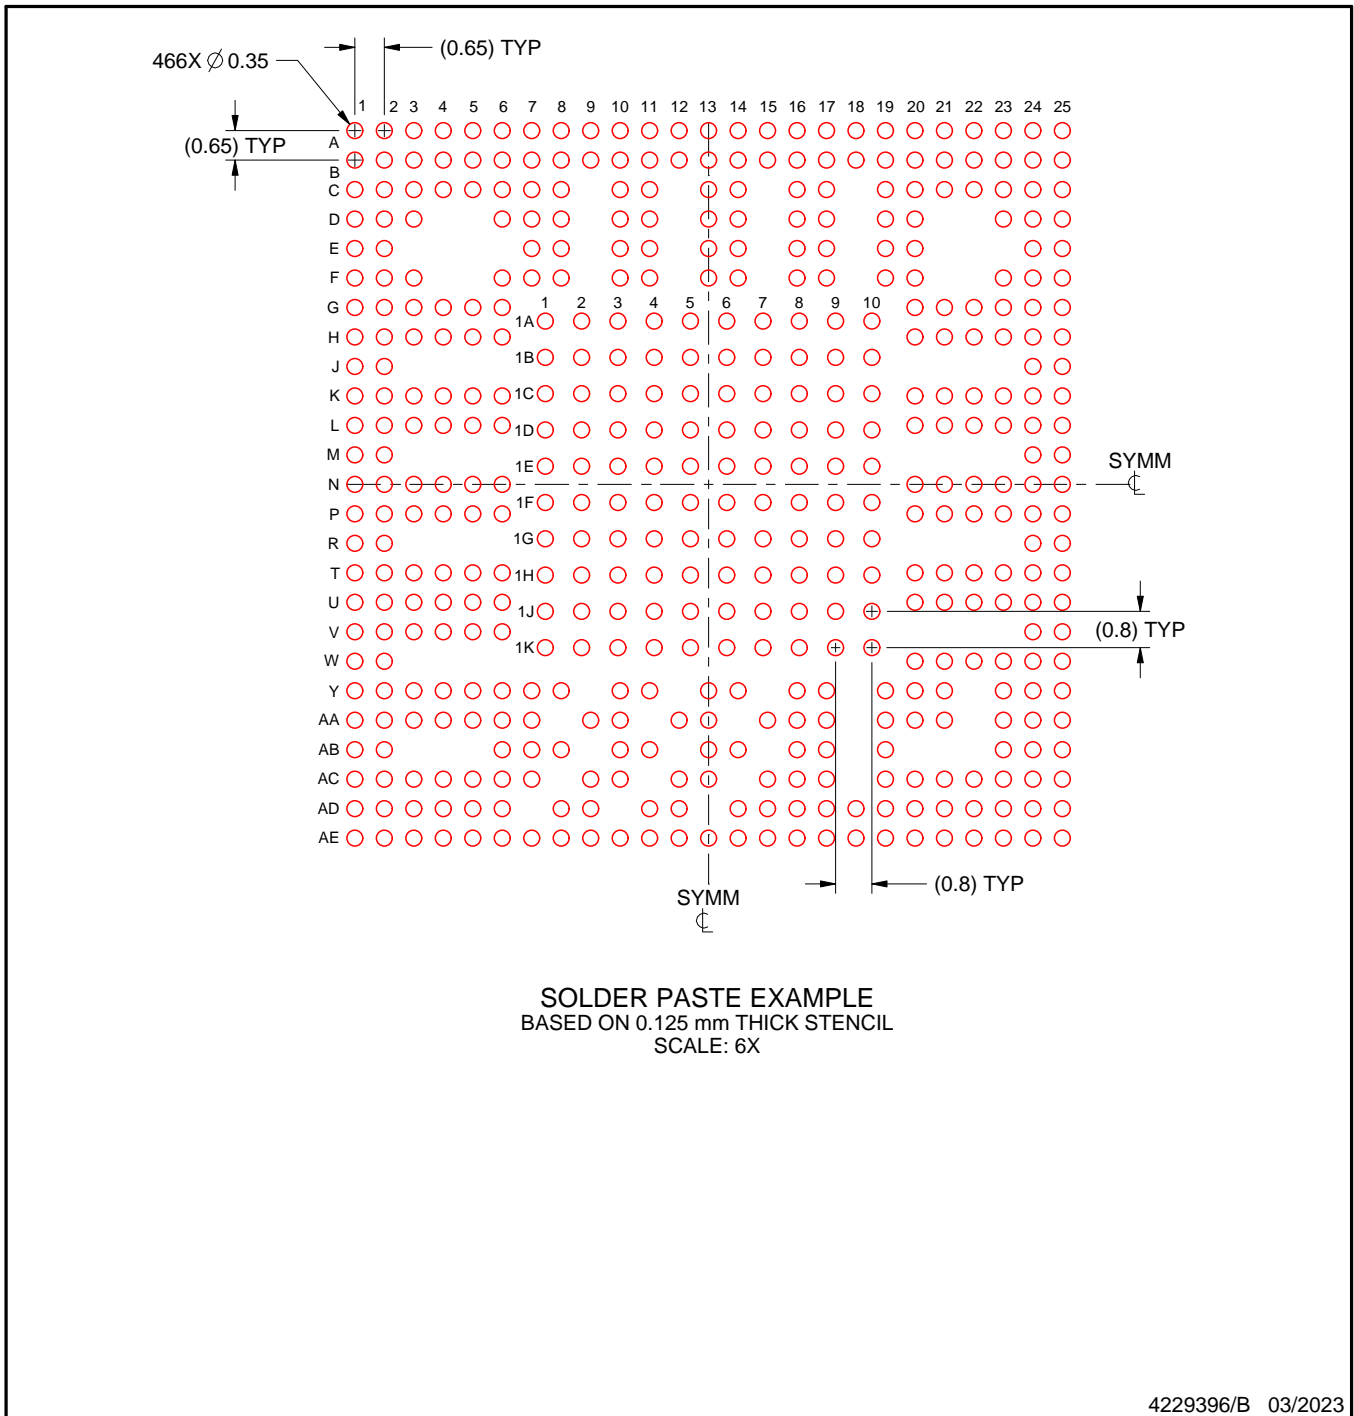 (0.65) TYP
466X ∅ 0.35
1 2 3 4 5 6 7 8 9 10 11 12 13 14 15 16 17 18 19 20 21 22 23 24 25
(0.65) TYP
A
B
C
D
E
F
G
1 2 3 4 5 6 7 8 9 10
1A
H
1B
J
K
1C
L
1D
M
1E
SYMM
N
1F
P
1G
R
T
1H
U
1J
(0.8) TYP
V
1K
W
Y
AA
AB
AC
AD
AE
(0.8) TYP
SYMM
SOLDER PASTE EXAMPLE
BASED ON 0.125 mm THICK STENCIL
SCALE: 6X
4229396/B 03/2023